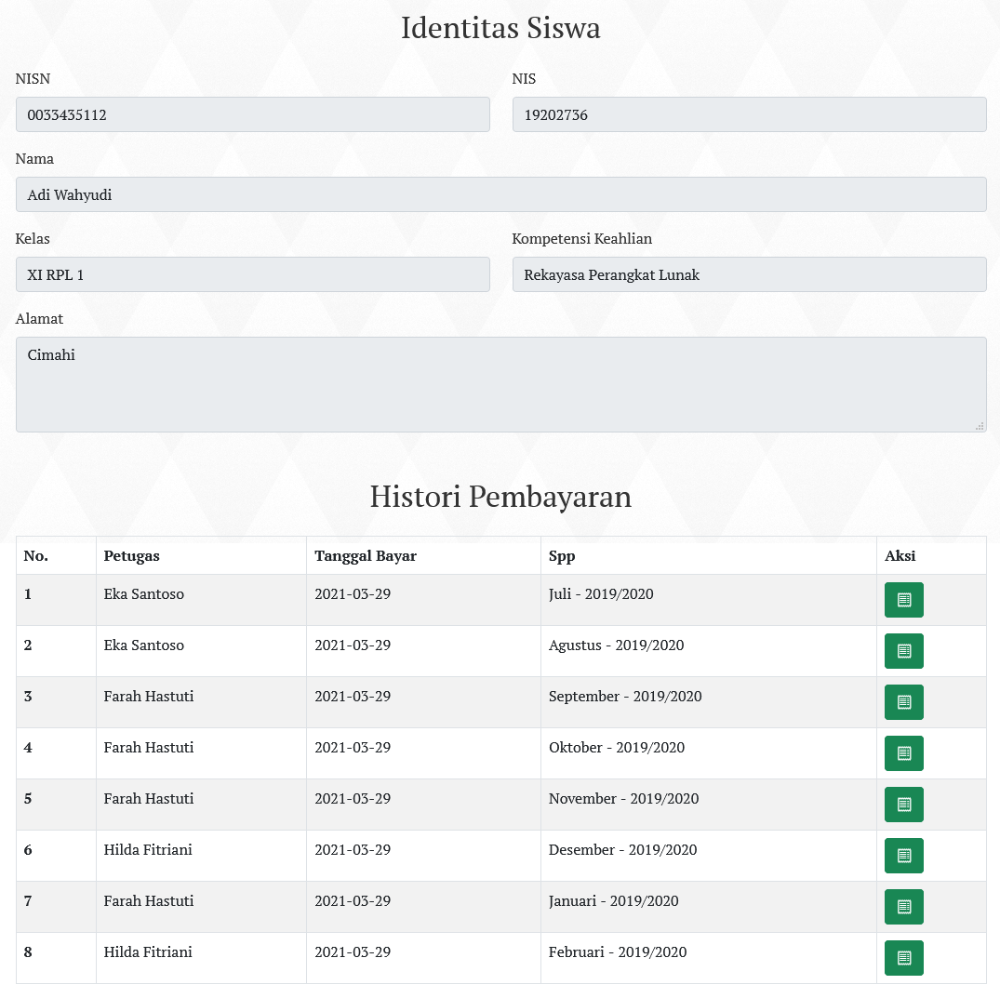 Identitas Siswa
NISN NIS
0033435112 19202736
Nama
Adi Wahyudi
Kelas Kompetensi Keahlian
XI RPL 1 Rekayasa Perangkat Lunak
Alamat
Cimahi
Histori Pembayaran
No. Petugas Tanggal Bayar Spp Aksi
1 Eka Santoso 2021-03-29 Juli - 2019/2020
2 Eka Santoso 2021-03-29 Agustus - 2019/2020
3 Farah Hastuti 2021-03-29 September - 2019/2020
4 Farah Hastuti 2021-03-29 Oktober - 2019/2020
5 Farah Hastuti 2021-03-29 November - 2019/2020
6 Hilda Fitriani 2021-03-29 Desember - 2019/2020
7 Farah Hastuti 2021-03-29 Januari - 2019/2020
8 Hilda Fitriani 2021-03-29 Februari - 2019/2020